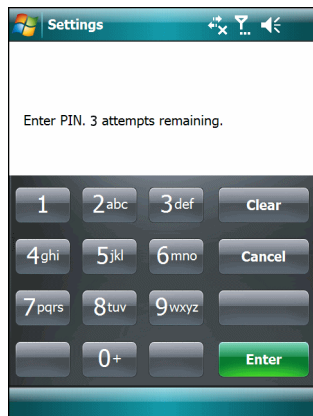 Settings
Enter PIN. 3 attempts remaining.
1 2abc 3def Clear
4ghi 5jkl 6mno Cancel
7pqrs 8tuv 9wxyz
0+ Enter